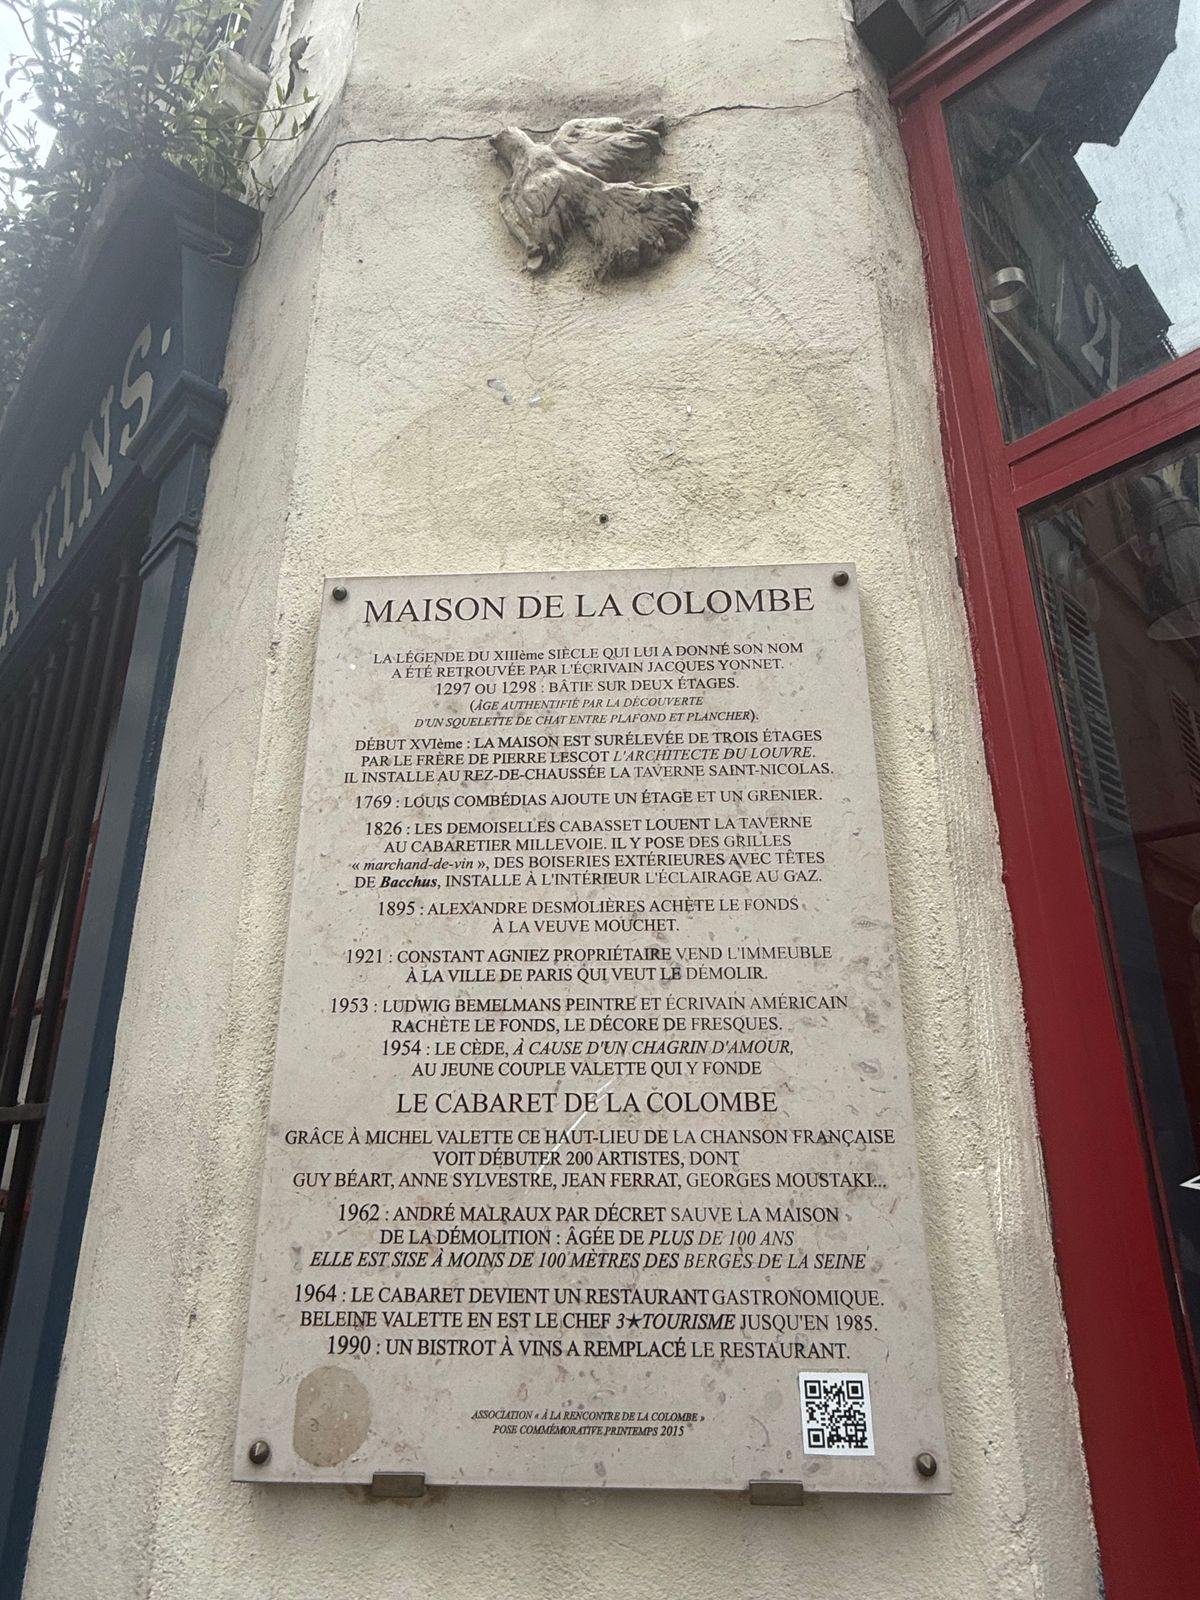 A VINS.
21
MAISON DE LA COLOMBE
LA LÉGENDE DU XIIIème SIÈCLE QUI LUI A DONNÉ SON NOM
A ÉTÉ RETROUVÉE PAR L'ÉCRIVAIN JACQUES YONNET.
1297 OU 1298 : BÂTIE SUR DEUX ÉTAGES.
(ÂGE AUTHENTIFIÉ PAR LA DÉCOUVERTE
D'UN SQUELETTE DE CHAT ENTRE PLAFOND ET PLANCHER).
DÉBUT XVIème : LA MAISON EST SURÉLEVÉE DE TROIS ÉTAGES
PAR LE FRÈRE DE PIERRE LESCOT L'ARCHITECTE DU LOUVRE.
IL INSTALLE AU REZ-DE-CHAUSSÉE LA TAVERNE SAINT-NICOLAS.
1769 : LOUIS COMBÉDIAS AJOUTE UN ÉTAGE ET UN GRENIER.
1826 : LES DEMOISELLES CABASSET LOUENT LA TAVERNE
AU CABARETIER MILLEVOIE. IL Y POSE DES GRILLES
« marchand-de-vin », DES BOISERIES EXTÉRIEURES AVEC TÊTES
DE Bacchus, INSTALLE À L'INTÉRIEUR L'ÉCLAIRAGE AU GAZ.
1895 : ALEXANDRE DESMOLIÈRES ACHÈTE LE FONDS
À LA VEUVE MOUCHET.
1921 : CONSTANT AGNIEZ PROPRIÉTAIRE VEND L'IMMEUBLE
À LA VILLE DE PARIS QUI VEUT LE DÉMOLIR.
1953 : LUDWIG BEMELMANS PEINTRE ET ÉCRIVAIN AMÉRICAIN
RACHÈTE LE FONDS, LE DÉCORE DE FRESQUES.
1954 : LE CÈDE, À CAUSE D'UN CHAGRIN D'AMOUR,
AU JEUNE COUPLE VALETTE QUI Y FONDE
LE CABARET DE LA COLOMBE
GRÂCE À MICHEL VALETTE CE HAUT-LIEU DE LA CHANSON FRANÇAISE
VOIT DÉBUTER 200 ARTISTES, DONT
GUY BÉART, ANNE SYLVESTRE, JEAN FERRAT, GEORGES MOUSTAKI...
1962 : ANDRÉ MALRAUX PAR DÉCRET SAUVE LA MAISON
DE LA DÉMOLITION : ÂGÉE DE PLUS DE 100 ANS
ELLE EST SISE À MOINS DE 100 MÈTRES DES BERGES DE LA SEINE
1964 : LE CABARET DEVIENT UN RESTAURANT GASTRONOMIQUE.
BELEINE VALETTE EN EST LE CHEF 3★TOURISME JUSQU'EN 1985.
1990 : UN BISTROT À VINS A REMPLACÉ LE RESTAURANT.
ASSOCIATION « À LA RENCONTRE DE LA COLOMBE »
POSE COMMÉMORATIVE PRINTEMPS 2015